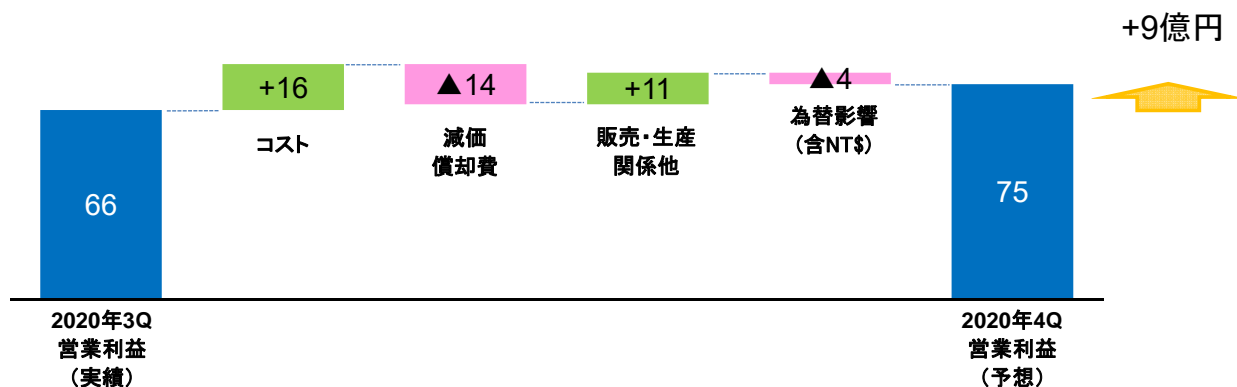 +9億円
+16
▲14
+11
▲4
コスト
減価
償却費
販売・生産
関係他
為替影響
（含NT$）
66
75
2020年3Q
営業利益
（実績）
2020年4Q
営業利益
（予想）